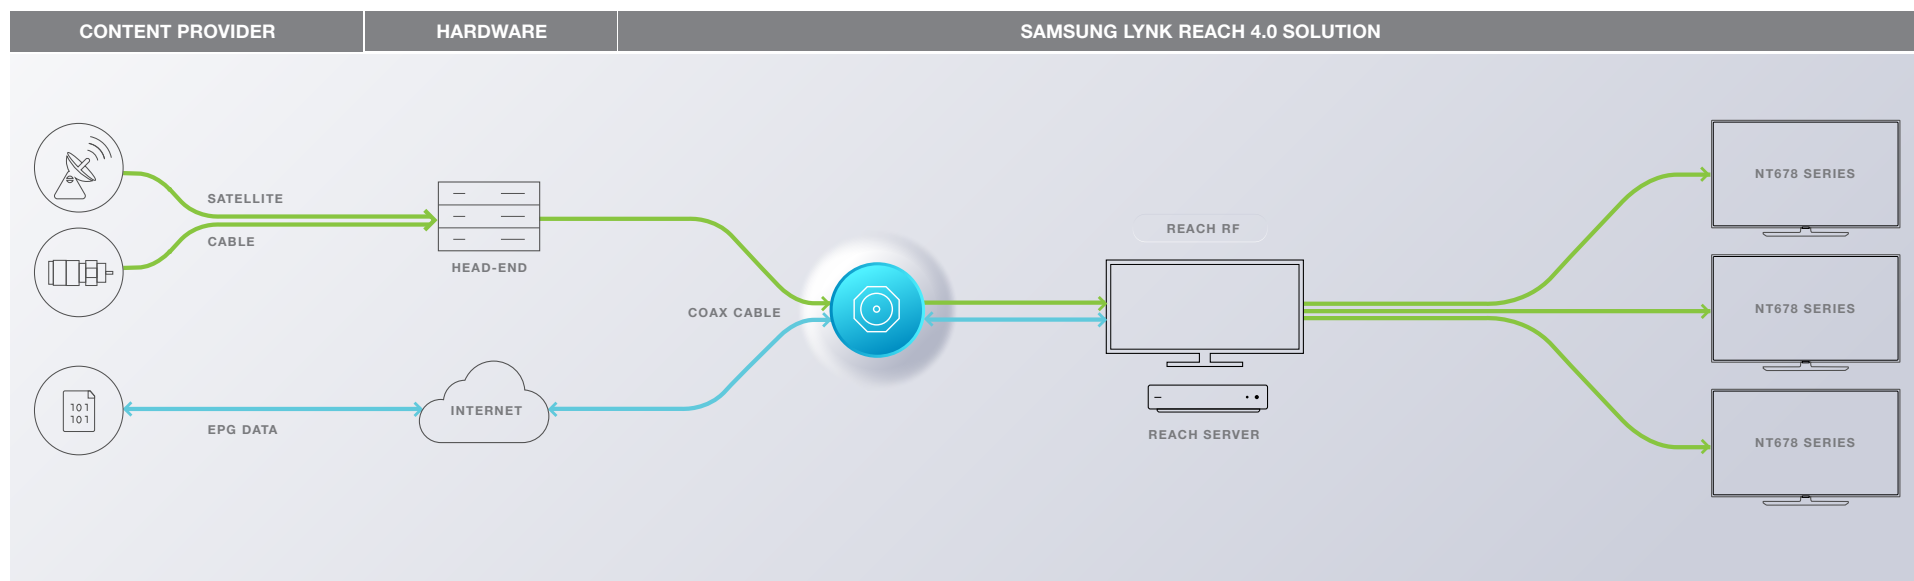 CONTENT PROVIDER
HARDWARE
SAMSUNG LYNK REACH 4.0 SOLUTION
SATELLITE
CABLE
HEAD-END
COAX CABLE
101
101
EPG DATA
INTERNET
REACH RF
REACH SERVER
NT678 SERIES
NT678 SERIES
NT678 SERIES